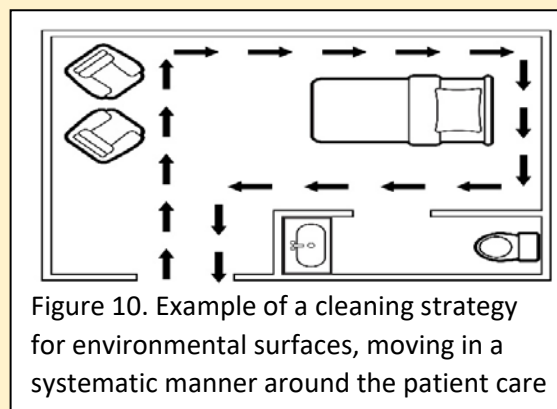 Figure 10. Example of a cleaning strategy
for environmental surfaces, moving in a
systematic manner around the patient care